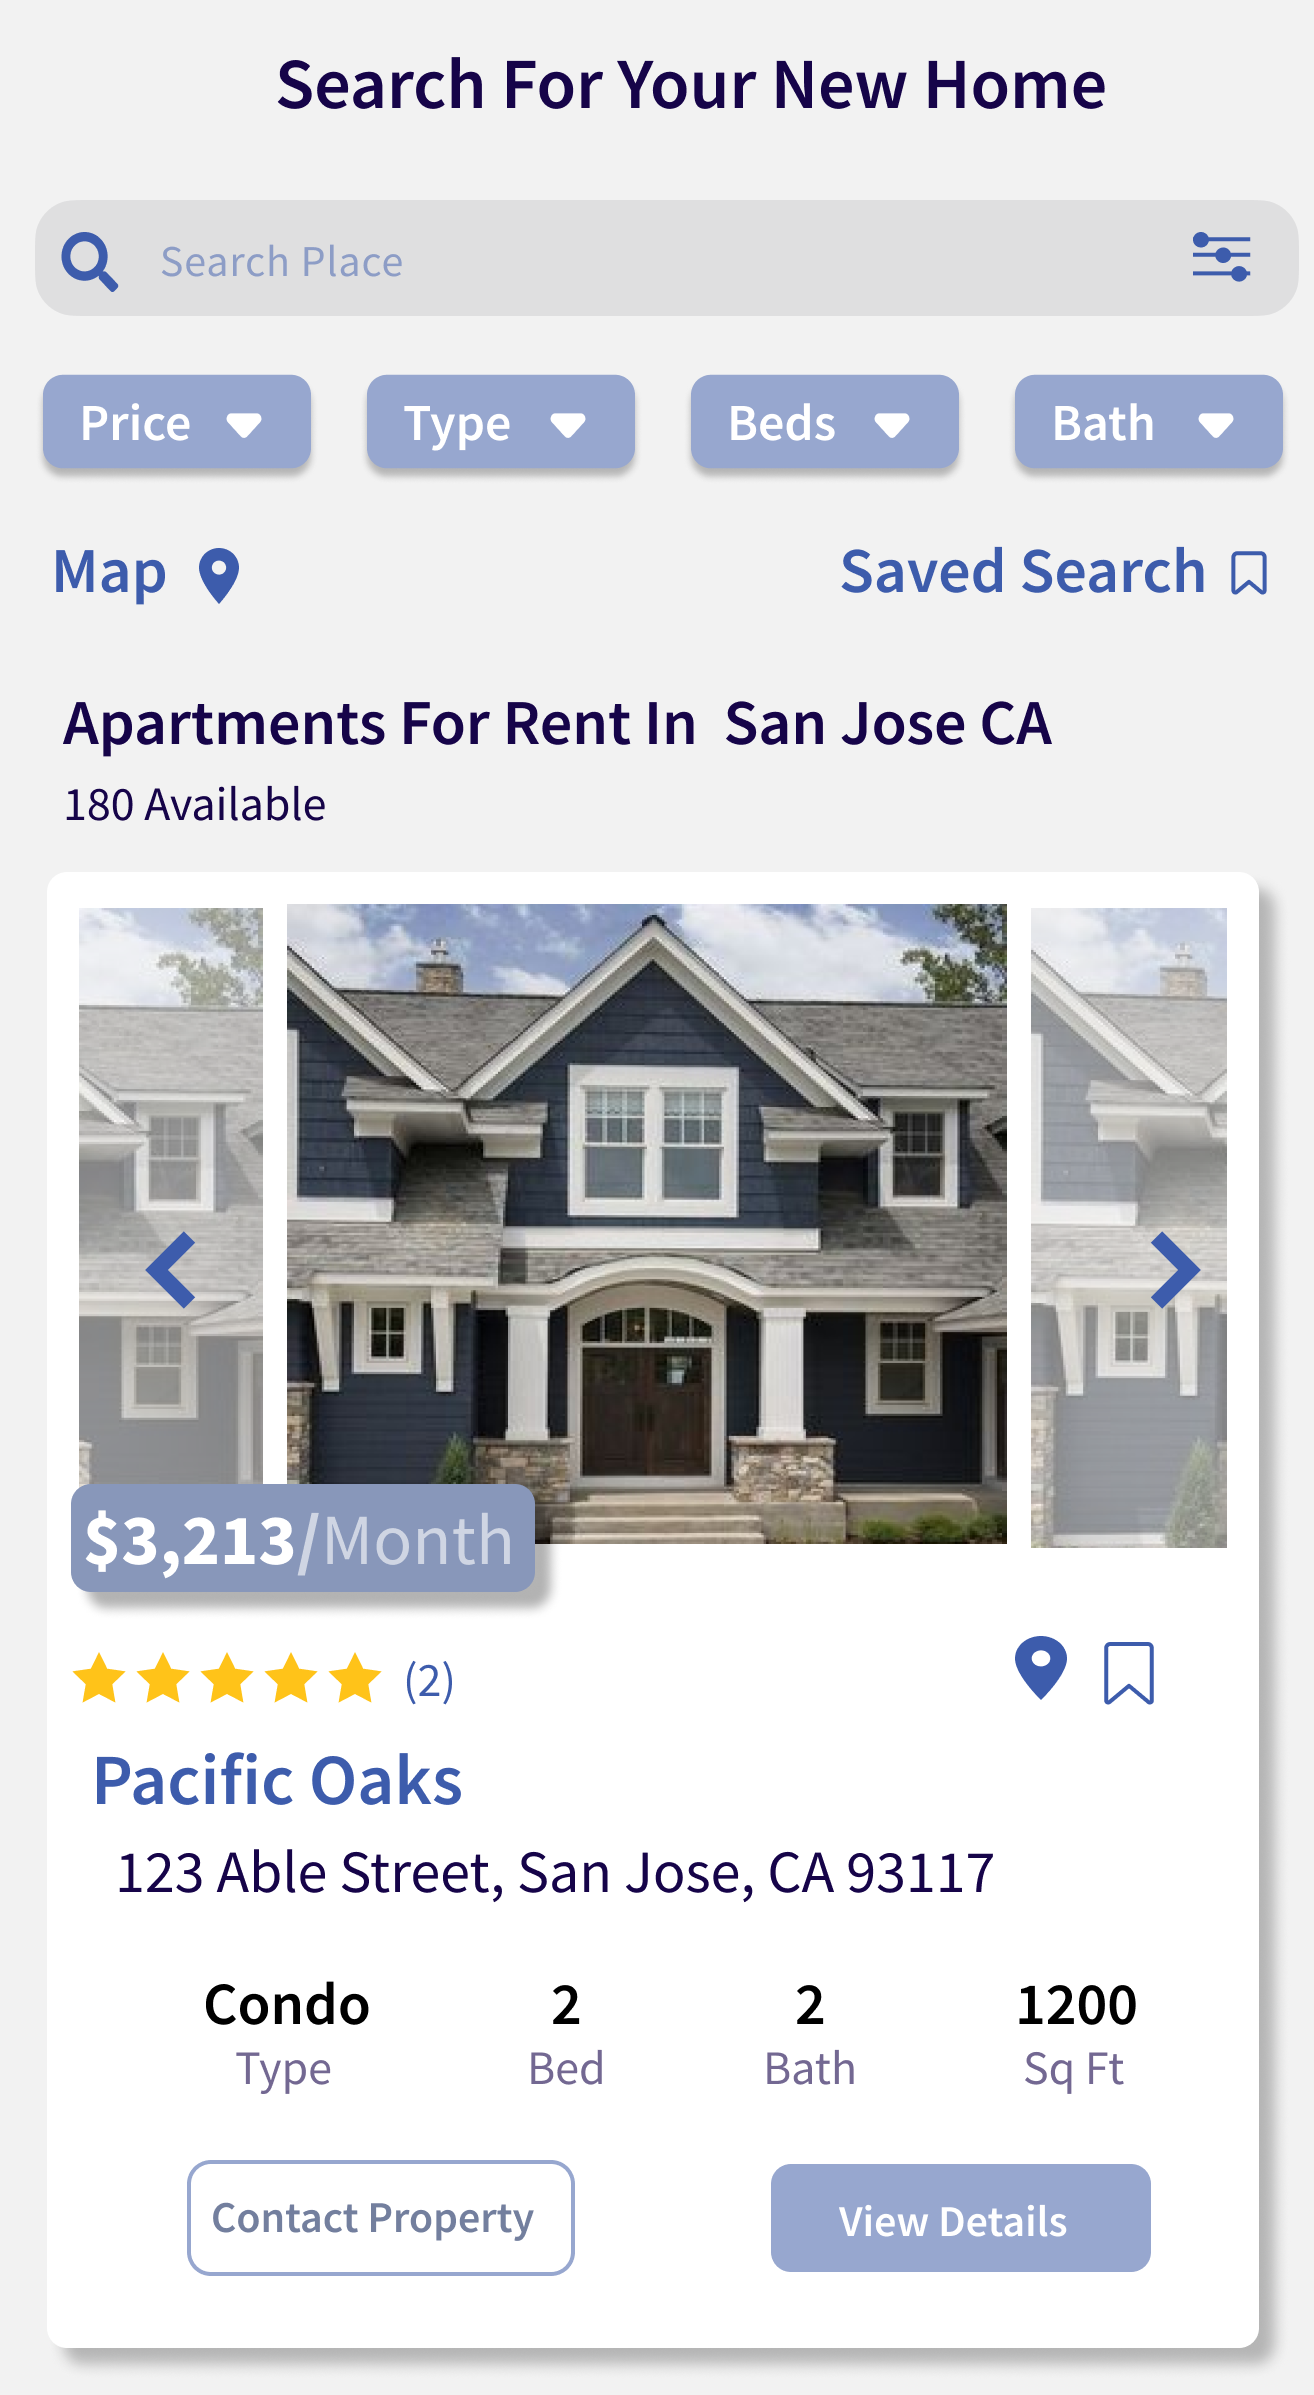 Search For Your New Home
Search Place
Price Type Beds Bath
Map Saved Search
Apartments For Rent In  San Jose CA
180 Available
$3,213/Month
(2)
Pacific Oaks
123 Able Street, San Jose, CA 93117
Condo 2 2 1200
Type Bed Bath Sq Ft
Contact Property View Details